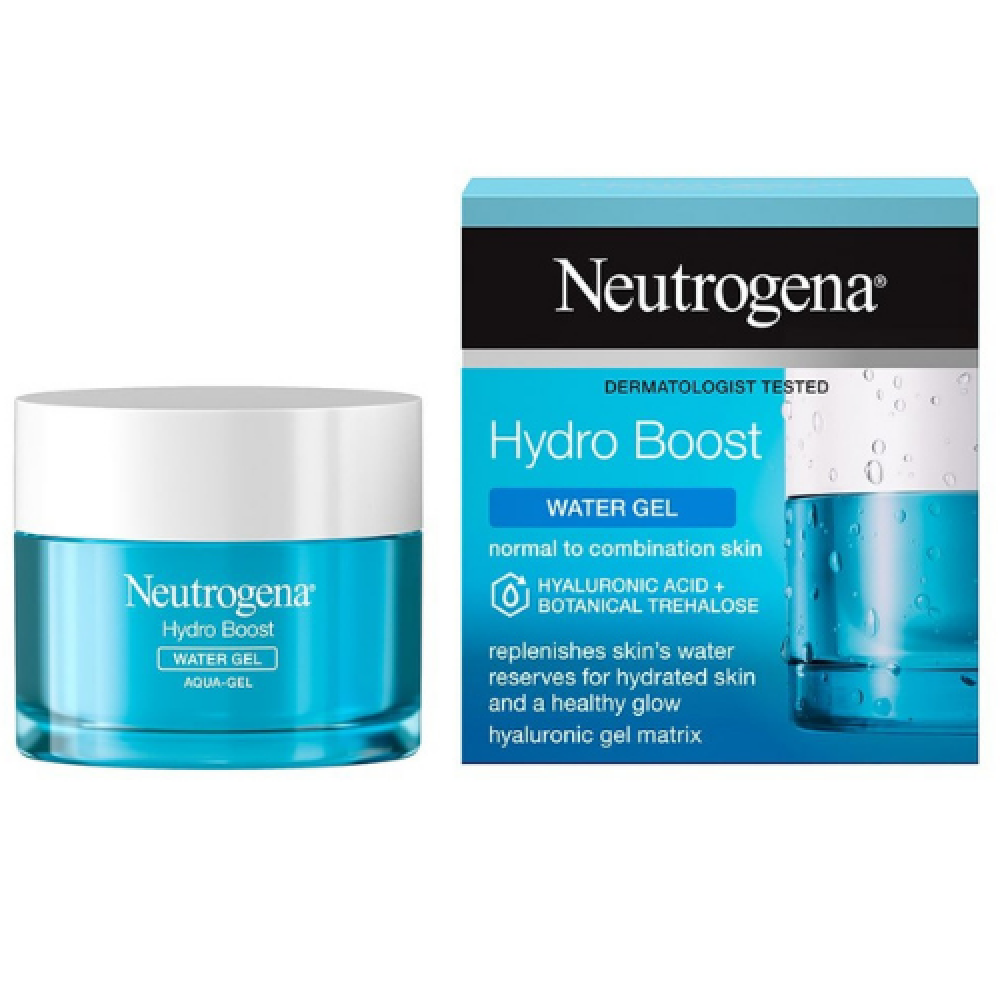 Neutrogena®
Hydro Boost
WATER GEL
AQUA-GEL
Neutrogena®
DERMATOLOGIST TESTED
Hydro Boost
WATER GEL
normal to combination skin
HYALURONIC ACID +
BOTANICAL TREHALOSE
replenishes skin's water
reserves for hydrated skin
and a healthy glow
hyaluronic gel matrix